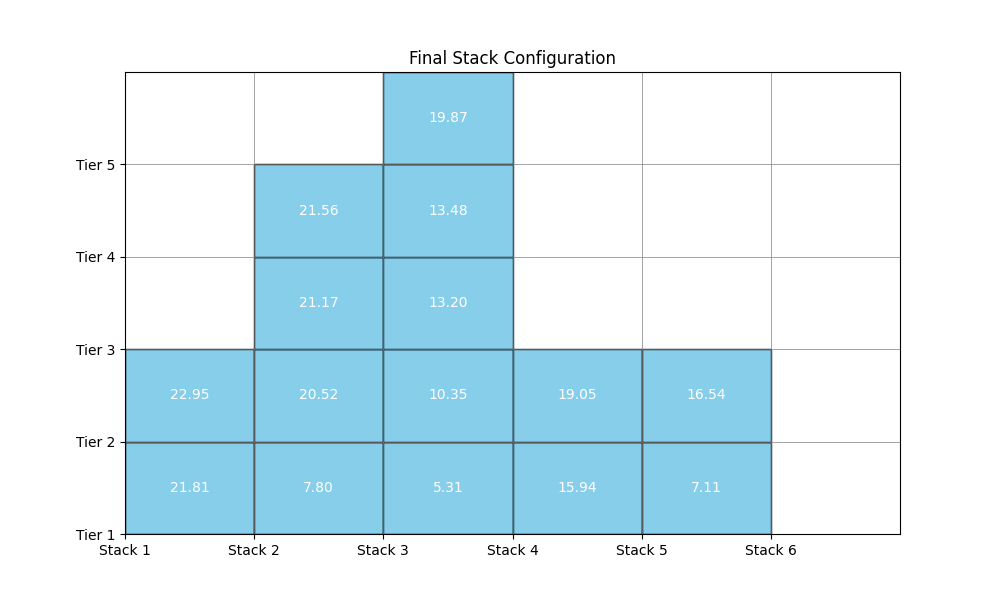 Final Stack Configuration
19.87
Tier 5
21.56 13.48
Tier 4
21.17 13.20
Tier 3
22.95 20.52 10.35 19.05 16.54
Tier 2
21.81 7.80 5.31 15.94 7.11
Tier 1
Stack 1 Stack 2 Stack 3 Stack 4 Stack 5 Stack 6